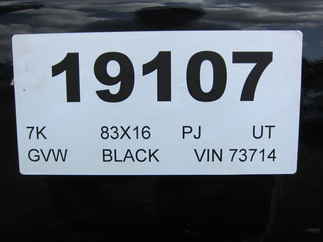 19107
7K 83X16 PJ UT
GVW BLACK VIN 73714